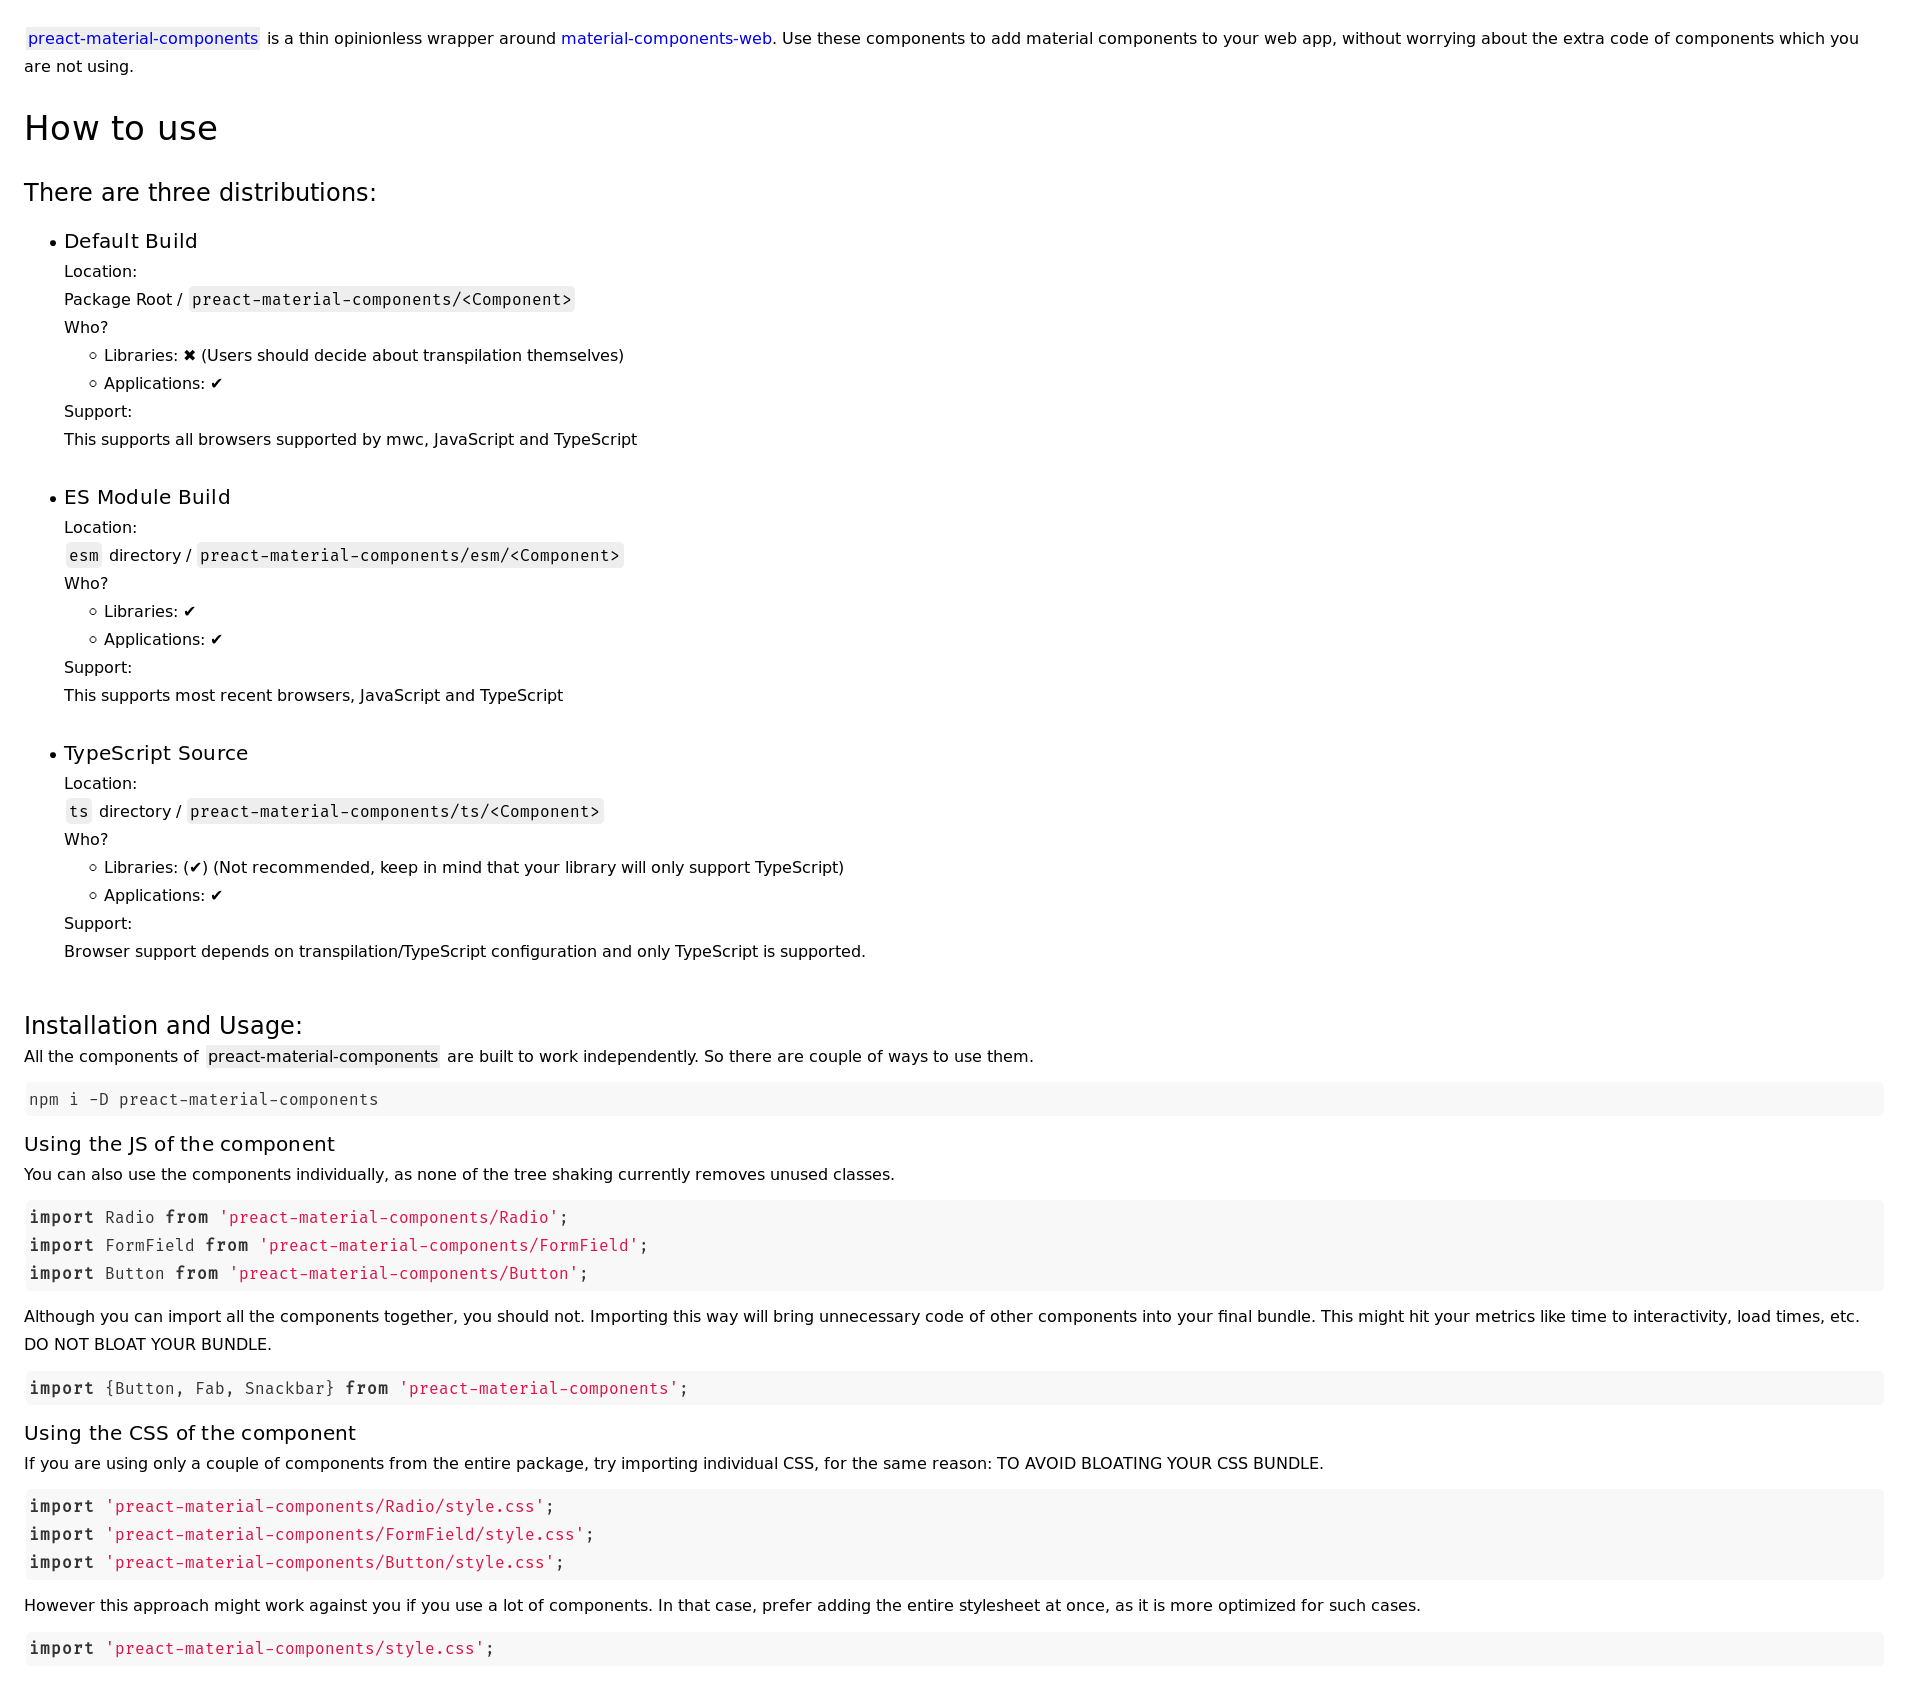 preact-material-components is a thin opinionless wrapper around material-components-web. Use these components to add material components to your web app, without worrying about the extra code of components which you
are not using.
How to use
There are three distributions:
• Default Build
Location:
Package Root / preact-material-components/<Component>
Who?
◦ Libraries: ✖ (Users should decide about transpilation themselves)
◦ Applications: ✔
Support:
This supports all browsers supported by mwc, JavaScript and TypeScript
• ES Module Build
Location:
esm directory / preact-material-components/esm/<Component>
Who?
◦ Libraries: ✔
◦ Applications: ✔
Support:
This supports most recent browsers, JavaScript and TypeScript
• TypeScript Source
Location:
ts directory / preact-material-components/ts/<Component>
Who?
◦ Libraries: (✔) (Not recommended, keep in mind that your library will only support TypeScript)
◦ Applications: ✔
Support:
Browser support depends on transpilation/TypeScript configuration and only TypeScript is supported.
Installation and Usage:
All the components of preact-material-components are built to work independently. So there are couple of ways to use them.
npm i -D preact-material-components
Using the JS of the component
You can also use the components individually, as none of the tree shaking currently removes unused classes.
import Radio from 'preact-material-components/Radio';
import FormField from 'preact-material-components/FormField';
import Button from 'preact-material-components/Button';
Although you can import all the components together, you should not. Importing this way will bring unnecessary code of other components into your final bundle. This might hit your metrics like time to interactivity, load times, etc.
DO NOT BLOAT YOUR BUNDLE.
import {Button, Fab, Snackbar} from 'preact-material-components';
Using the CSS of the component
If you are using only a couple of components from the entire package, try importing individual CSS, for the same reason: TO AVOID BLOATING YOUR CSS BUNDLE.
import 'preact-material-components/Radio/style.css';
import 'preact-material-components/FormField/style.css';
import 'preact-material-components/Button/style.css';
However this approach might work against you if you use a lot of components. In that case, prefer adding the entire stylesheet at once, as it is more optimized for such cases.
import 'preact-material-components/style.css';